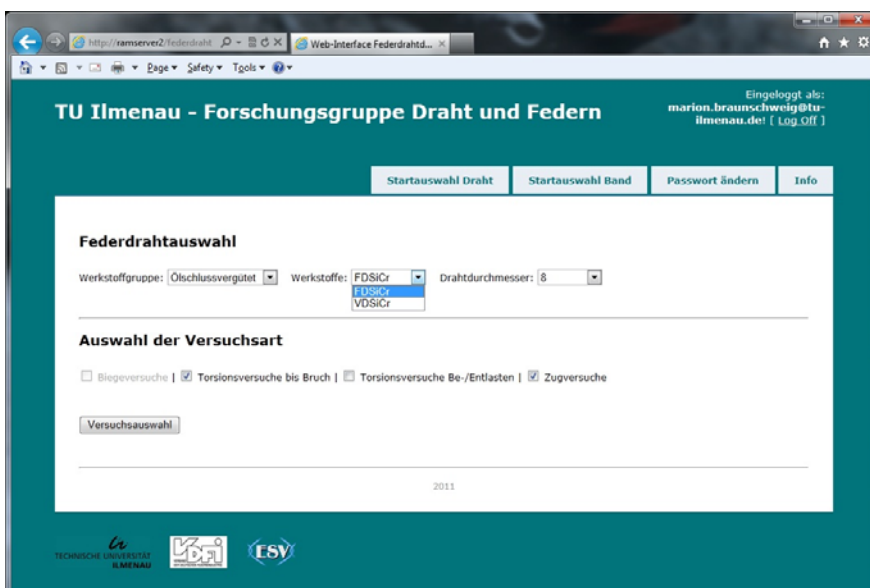 http://ramserver2/federdraht
Web-Interface Federdrahtd...
Page Safety Tools
TU Ilmenau - Forschungsgruppe Draht und Federn
Eingeloggt als:
marion.braunschweig@tu-
ilmenau.de! [ Log Off ]
Startauswahl Draht Startauswahl Band Passwort ändern Info
Federdrahtauswahl
Werkstoffgruppe: Ölschlussvergütet Werkstoffe: FDSiCr Drahtdurchmesser: 8
FDSiCr
VDSiCr
Auswahl der Versuchsart
Biegeversuche | Torsionsversuche bis Bruch | Torsionsversuche Be-/Entlasten | Zugversuche
Versuchsauswahl
2011
TECHNISCHE UNIVERSITÄT
ILMENAU
VDFi
ESV